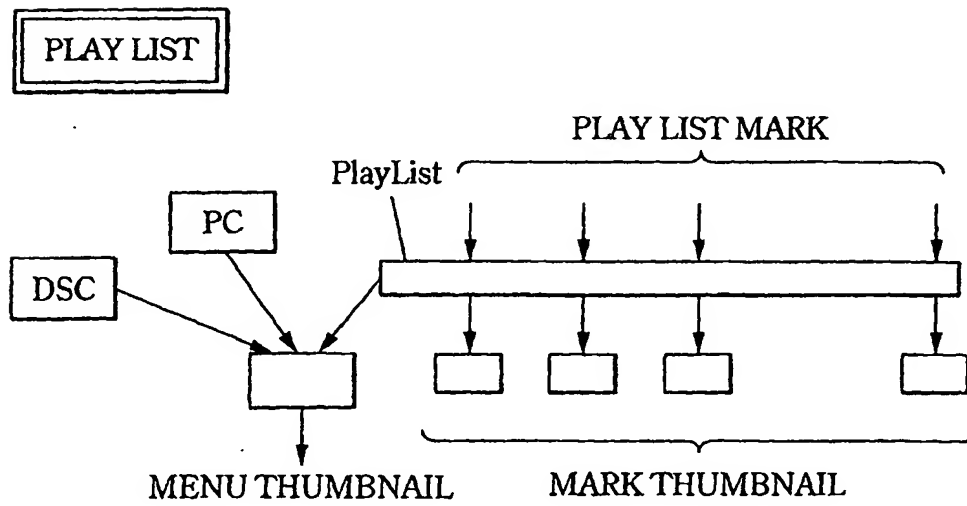 PLAY LIST
PLAY LIST MARK
PlayList
PC
DSC
MENU THUMBNAIL
MARK THUMBNAIL